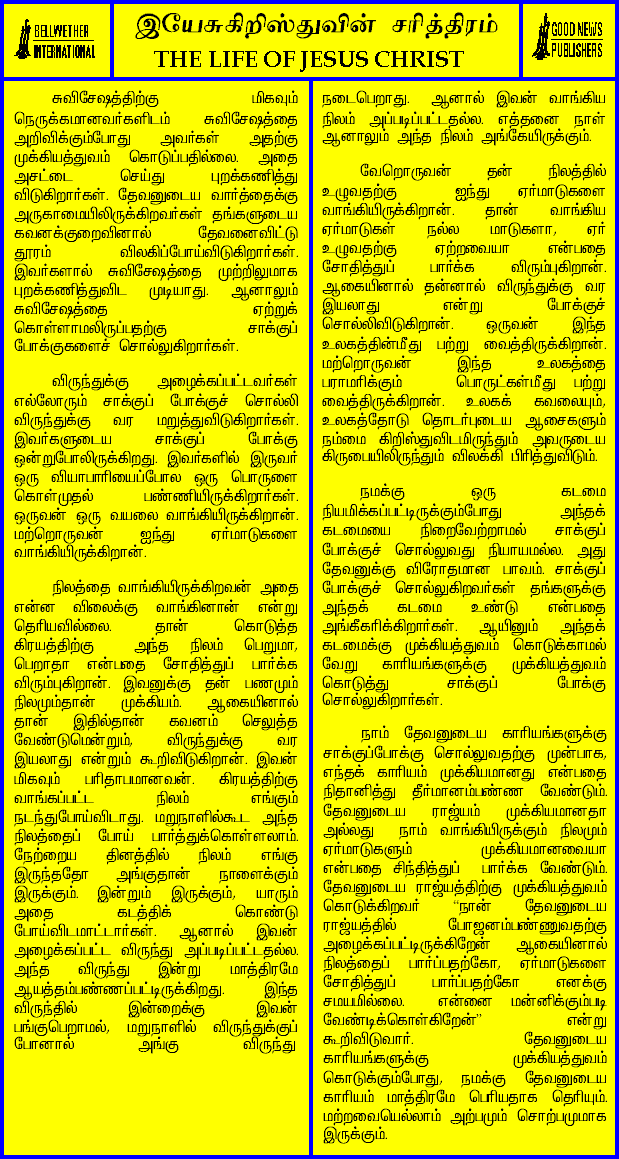 BELLWETHER
INTERNATIONAL
இயேசுகிறிஸ்துவின் சரித்திரம்
THE LIFE OF JESUS CHRIST
GOOD NEWS
PUBLISHERS
சுவிசேஷத்திற்கு மிகவும்
நெருக்கமானவர்களிடம் சுவிசேஷத்தை
அறிவிக்கும்போது அவர்கள் அதற்கு
முக்கியத்துவம் கொடுப்பதில்லை. அதை
அசட்டை செய்து புறக்கணித்து
விடுகிறார்கள். தேவனுடைய வார்த்தைக்கு
அருகாமையிலிருக்கிறவர்கள் தங்களுடைய
கவனக்குறைவினால் தேவனைவிட்டு
தூரம் விலகிப்போய்விடுகிறார்கள்.
இவர்களால் சுவிசேஷத்தை முற்றிலுமாக
புறக்கணித்துவிட முடியாது. ஆனாலும்
சுவிசேஷத்தை ஏற்றுக்
கொள்ளாமலிருப்பதற்கு சாக்குப்
போக்குகளைச் சொல்லுகிறார்கள்.
விருந்துக்கு அழைக்கப்பட்டவர்கள்
எல்லோரும் சாக்குப் போக்குச் சொல்லி
விருந்துக்கு வர மறுத்துவிடுகிறார்கள்.
இவர்களுடைய சாக்குப் போக்கு
ஒன்றுபோலிருக்கிறது. இவர்களில் இருவர்
ஒரு வியாபாரியைப்போல ஒரு பொருளை
கொள்முதல் பண்ணியிருக்கிறார்கள்.
ஒருவன் ஒரு வயலை வாங்கியிருக்கிறான்.
மற்றொருவன் ஐந்து ஏர்மாடுகளை
வாங்கியிருக்கிறான்.
நிலத்தை வாங்கியிருக்கிறவன் அதை
என்ன விலைக்கு வாங்கினான் என்று
தெரியவில்லை. தான் கொடுத்த
கிரயத்திற்கு அந்த நிலம் பெறுமா,
பெறாதா என்பதை சோதித்துப் பார்க்க
விரும்புகிறான். இவனுக்கு தன் பணமும்
நிலமும்தான் முக்கியம். ஆகையினால்
தான் இதில்தான் கவனம் செலுத்த
வேண்டுமென்றும், விருந்துக்கு வர
இயலாது என்றும் கூறிவிடுகிறான். இவன்
மிகவும் பரிதாபமானவன். கிரயத்திற்கு
வாங்கப்பட்ட நிலம் எங்கும்
நடந்துபோய்விடாது. மறுநாளில்கூட அந்த
நிலத்தைப் போய் பார்த்துக்கொள்ளலாம்.
நேற்றைய தினத்தில் நிலம் எங்கு
இருந்ததோ அங்குதான் நாளைக்கும்
இருக்கும். இன்றும் இருக்கும், யாரும்
அதை கடத்திக் கொண்டு
போய்விடமாட்டார்கள். ஆனால் இவன்
அழைக்கப்பட்ட விருந்து அப்படிப்பட்டதல்ல.
அந்த விருந்து இன்று மாத்திரமே
ஆயத்தம்பண்ணப்பட்டிருக்கிறது. இந்த
விருந்தில் இன்றைக்கு இவன்
பங்குபெறாமல், மறுநாளில் விருந்துக்குப்
போனால் அங்கு விருந்து
நடைபெறாது. ஆனால் இவன் வாங்கிய
நிலம் அப்படிப்பட்டதல்ல. எத்தனை நாள்
ஆனாலும் அந்த நிலம் அங்கேயிருக்கும்.
வேறொருவன் தன் நிலத்தில்
உழுவதற்கு ஐந்து ஏர்மாடுகளை
வாங்கியிருக்கிறான். தான் வாங்கிய
ஏர்மாடுகள் நல்ல மாடுகளா, ஏர்
உழுவதற்கு ஏற்றவையா என்பதை
சோதித்துப் பார்க்க விரும்புகிறான்.
ஆகையினால் தன்னால் விருந்துக்கு வர
இயலாது என்று போக்குச்
சொல்லிவிடுகிறான். ஒருவன் இந்த
உலகத்தின்மீது பற்று வைத்திருக்கிறான்.
மற்றொருவன் இந்த உலகத்தை
பராமரிக்கும் பொருட்கள்மீது பற்று
வைத்திருக்கிறான். உலகக் கவலையும்,
உலகத்தோடு தொடர்புடைய ஆசைகளும்
நம்மை கிறிஸ்துவிடமிருந்தும் அவருடைய
கிருபையிலிருந்தும் விலக்கி பிரித்துவிடும்.
நமக்கு ஒரு கடமை
நியமிக்கப்பட்டிருக்கும்போது அந்தக்
கடமையை நிறைவேற்றாமல் சாக்குப்
போக்குச் சொல்லுவது நியாயமல்ல. அது
தேவனுக்கு விரோதமான பாவம். சாக்குப்
போக்குச் சொல்லுகிறவர்கள் தங்களுக்கு
அந்தக் கடமை உண்டு என்பதை
அங்கீகரிக்கிறார்கள். ஆயினும் அந்தக்
கடமைக்கு முக்கியத்துவம் கொடுக்காமல்
வேறு காரியங்களுக்கு முக்கியத்துவம்
கொடுத்து சாக்குப் போக்கு
சொல்லுகிறார்கள்.
நாம் தேவனுடைய காரியங்களுக்கு
சாக்குப்போக்கு சொல்லுவதற்கு முன்பாக,
எந்தக் காரியம் முக்கியமானது என்பதை
நிதானித்து தீர்மானம்பண்ண வேண்டும்.
தேவனுடைய ராஜ்யம் முக்கியமானதா
அல்லது நாம் வாங்கியிருக்கும் நிலமும்
ஏர்மாடுகளும் முக்கியமானவையா
என்பதை சிந்தித்துப் பார்க்க வேண்டும்.
தேவனுடைய ராஜ்யத்திற்கு முக்கியத்துவம்
கொடுக்கிறவர் “நான் தேவனுடைய
ராஜ்யத்தில் போஜனம்பண்ணுவதற்கு
அழைக்கப்பட்டிருக்கிறேன் ஆகையினால்
நிலத்தைப் பார்ப்பதற்கோ, ஏர்மாடுகளை
சோதித்துப் பார்ப்பதற்கோ எனக்கு
சமயமில்லை. என்னை மன்னிக்கும்படி
வேண்டிக்கொள்கிறேன்” என்று
கூறிவிடுவார். தேவனுடைய
காரியங்களுக்கு முக்கியத்துவம்
கொடுக்கும்போது, நமக்கு தேவனுடைய
காரியம் மாத்திரமே பெரியதாக தெரியும்.
மற்றவையெல்லாம் அற்பமும் சொற்பமுமாக
இருக்கும்.